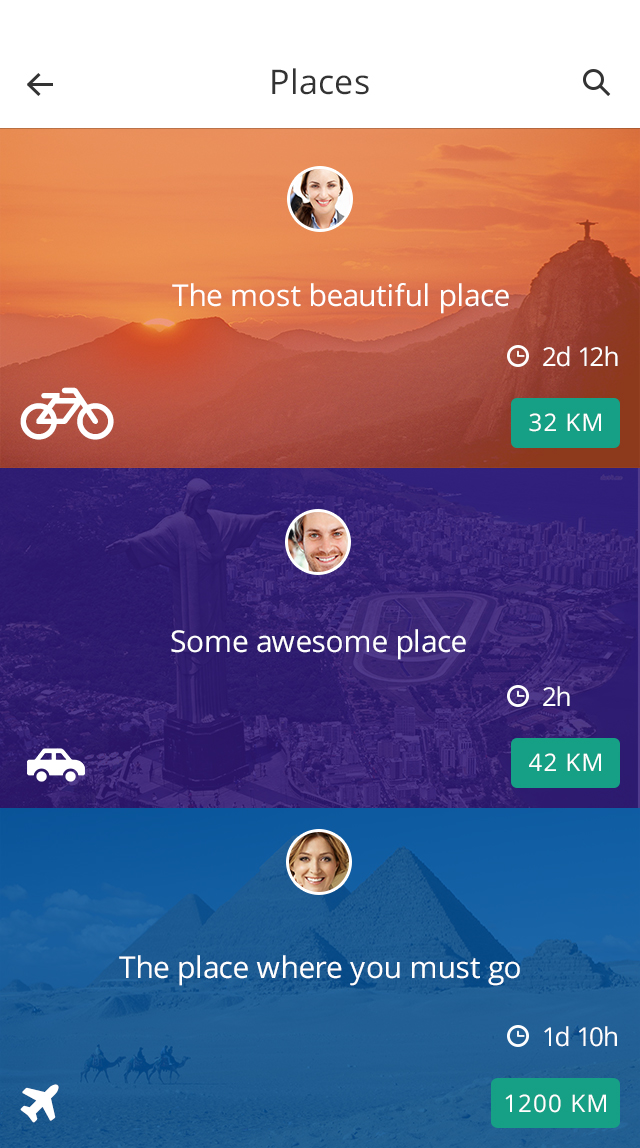 Places
The most beautiful place
2d 12h
32 KM
Some awesome place
2h
42 KM
The place where you must go
1d 10h
1200 KM